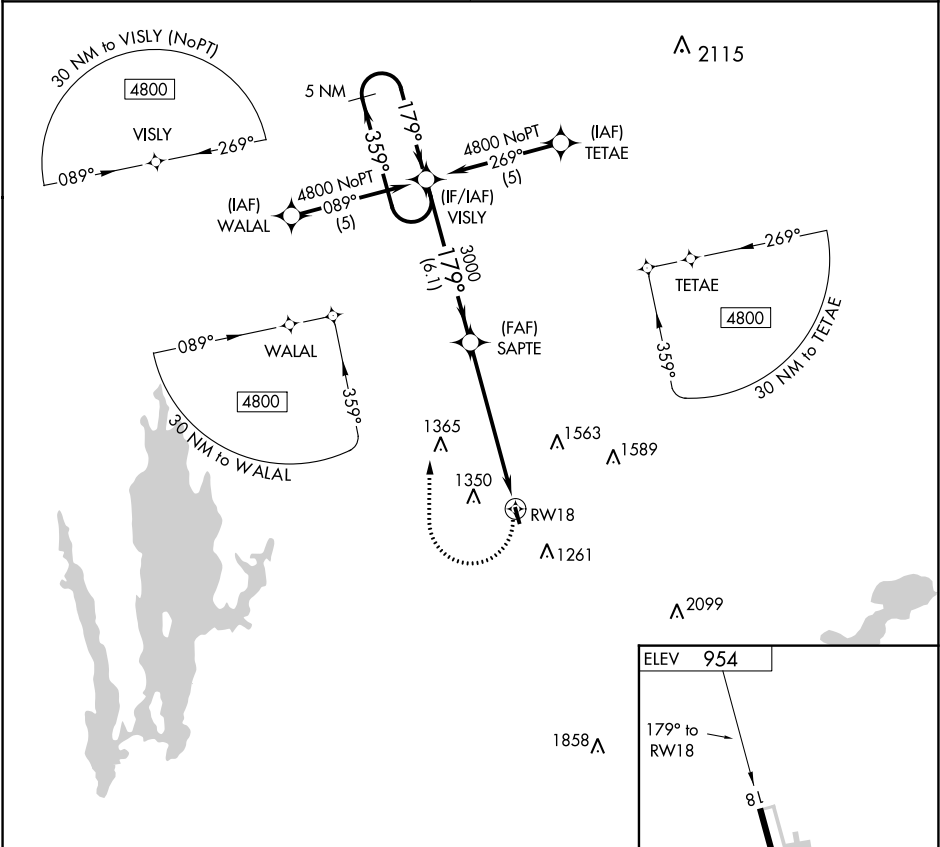 30 NM to VISLY (NoPT)
4800
VISLY
089°
269°
2115
5 NM
179°
359°
4800 NoPT
269°
(5)
(IAF)
TETAE
4800 NoPT
089°
(5)
(IAF)
WALAL
(IF/IAF)
VISLY
3000
179°
(6.1)
(FAF)
SAPTE
269°
TETAE
4800
359°
30 NM to TETAE
089°
WALAL
4800
359°
30 NM to WALAL
1365
1563
1589
1350
RW18
1261
2099
1858
ELEV 954
179° to
RW18
18